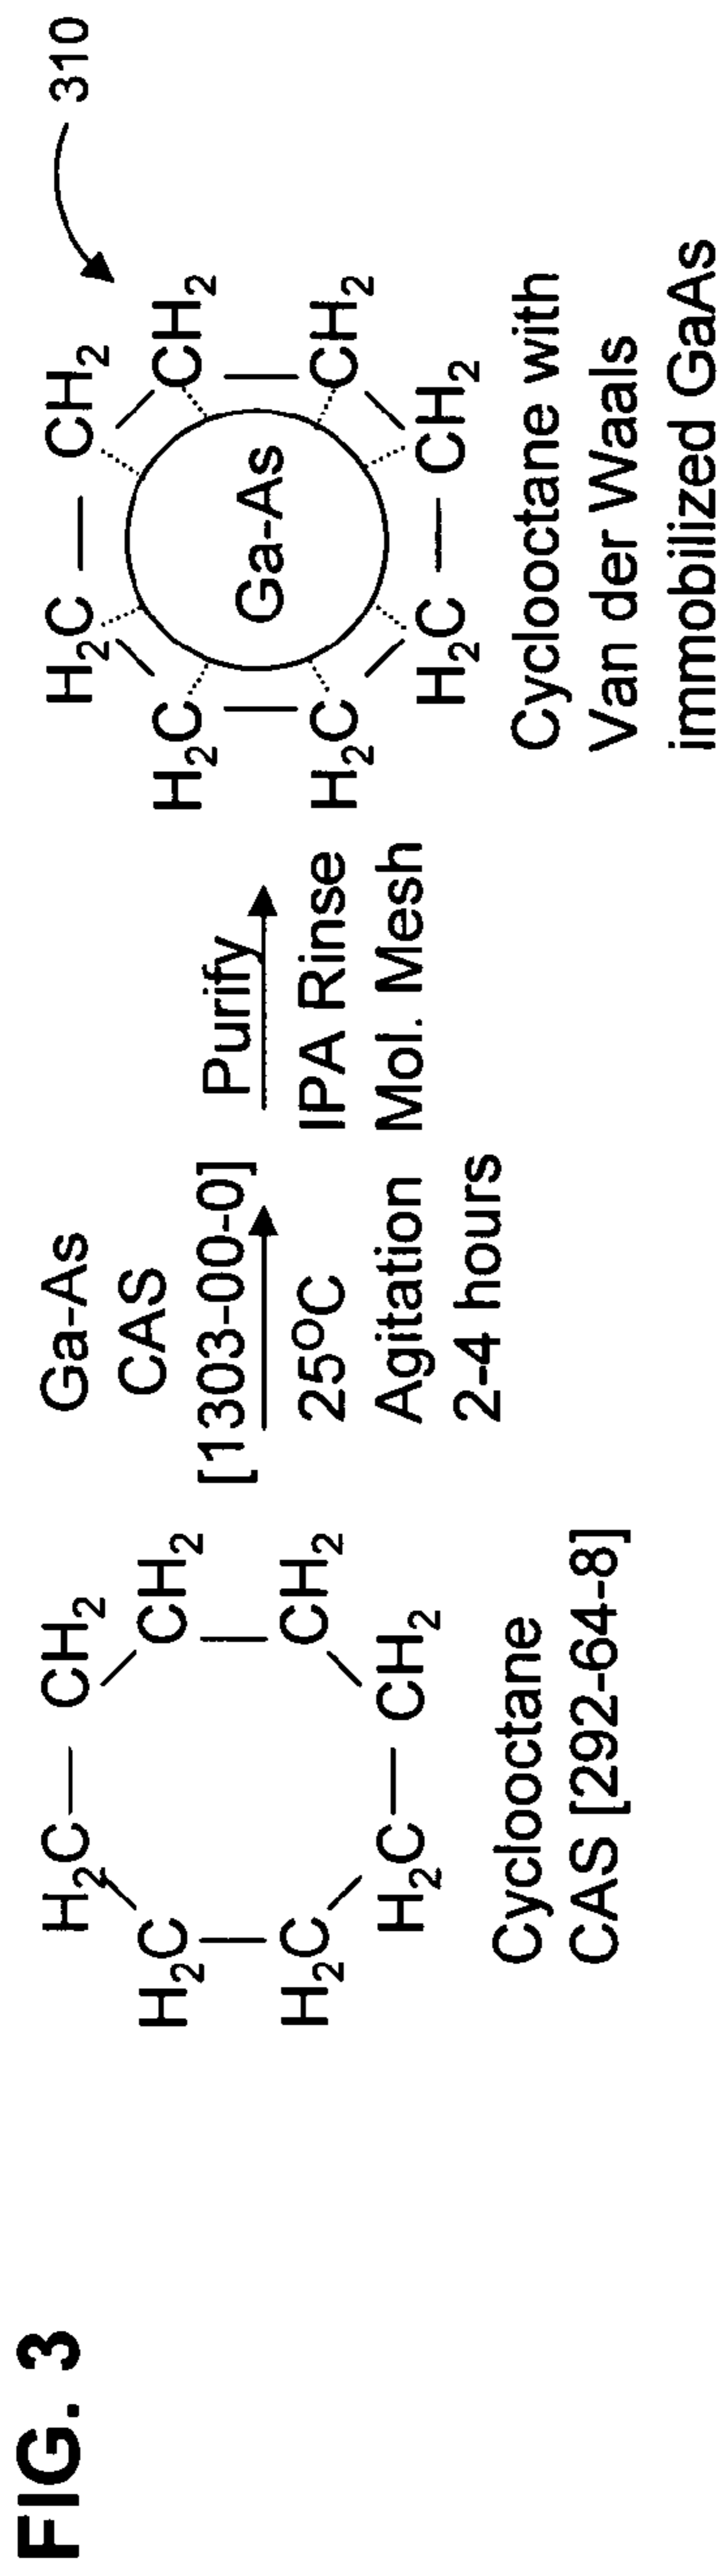 FIG. 3
H2C — CH2
H2C CH2
H2C CH2
H2C — CH2
Cyclooctane
CAS [292-64-8]
Ga-As
CAS
[1303-00-0]
25°C
Agitation
2-4 hours
Purify
IPA Rinse
Mol. Mesh
H2C — CH2
H2C CH2
Ga-As
H2C CH2
H2C — CH2
Cyclooctane with
Van der Waals
immobilized GaAs
310